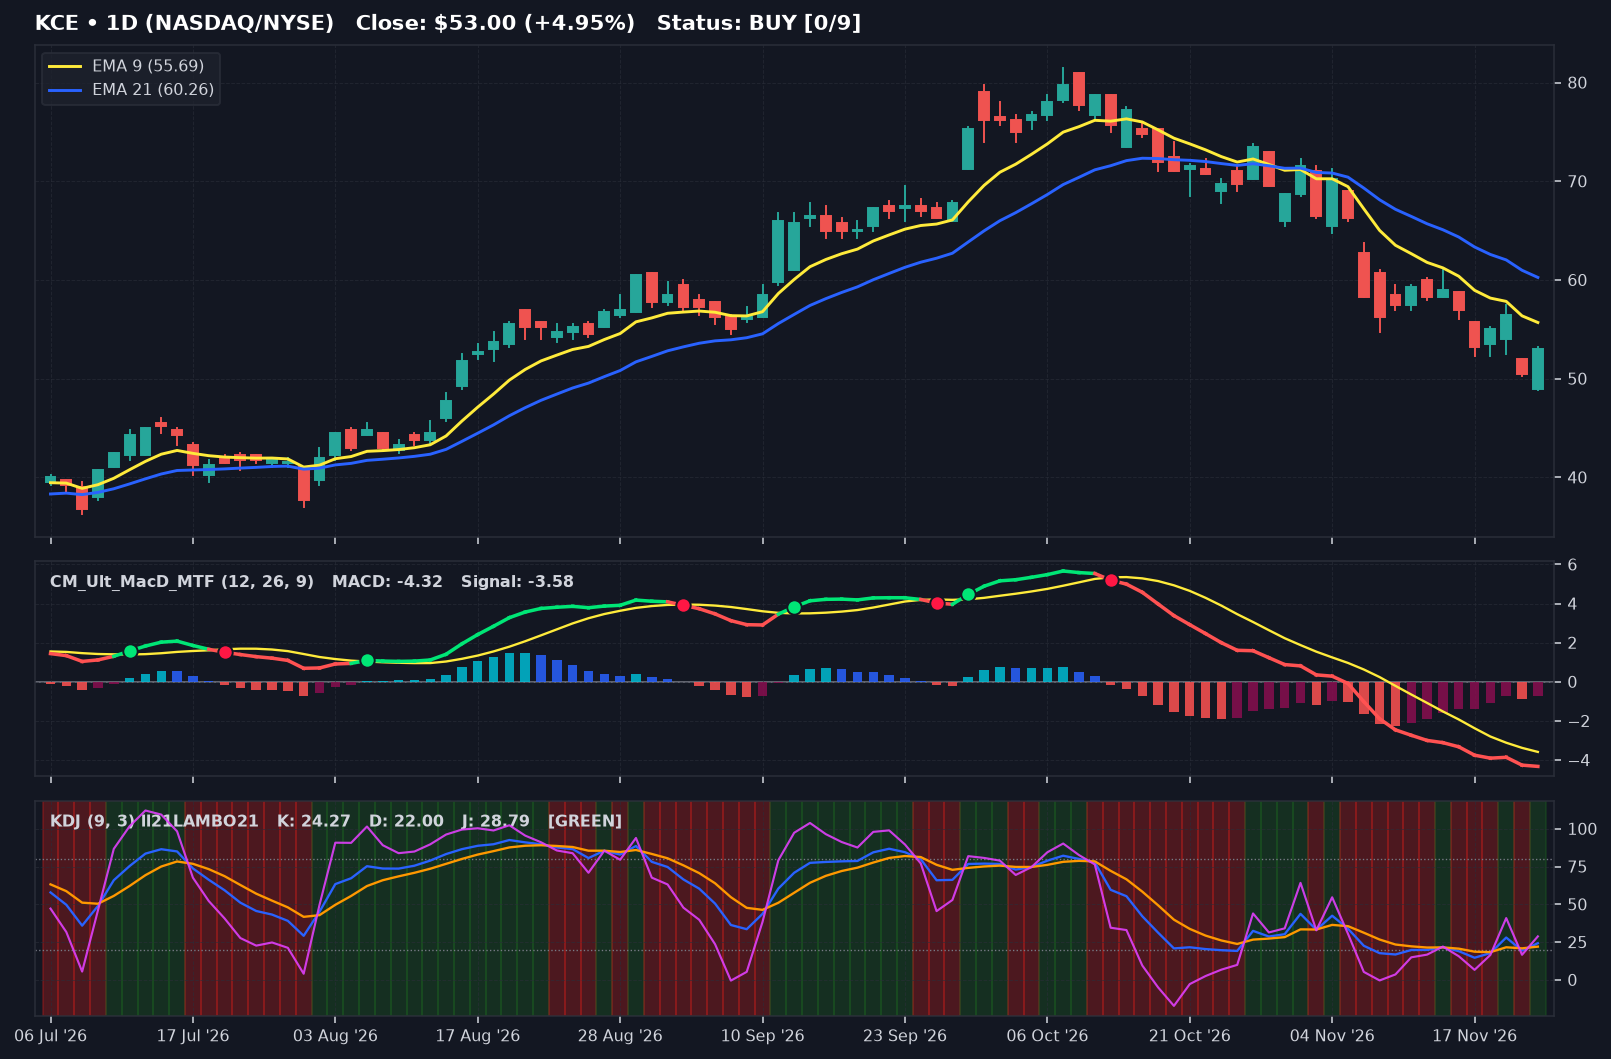 KCE • 1D (NASDAQ/NYSE)   Close: $53.00 (+4.95%)   Status: BUY [0/9]
EMA 9 (55.69)
EMA 21 (60.26)
80
70
60
50
40
CM_Ult_MacD_MTF (12, 26, 9)   MACD: -4.32   Signal: -3.58
6
4
2
0
−2
−4
KDJ (9, 3) ll21LAMBO21   K: 24.27   D: 22.00   J: 28.79   [GREEN]
100
75
50
25
0
06 Jul '26   17 Jul '26   03 Aug '26   17 Aug '26   28 Aug '26   10 Sep '26   23 Sep '26   06 Oct '26   21 Oct '26   04 Nov '26   17 Nov '26